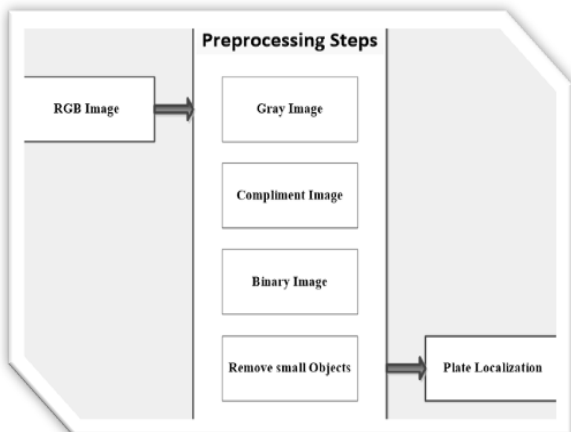 Preprocessing Steps
RGB Image
Gray Image
Compliment Image
Binary Image
Remove small Objects
Plate Localization